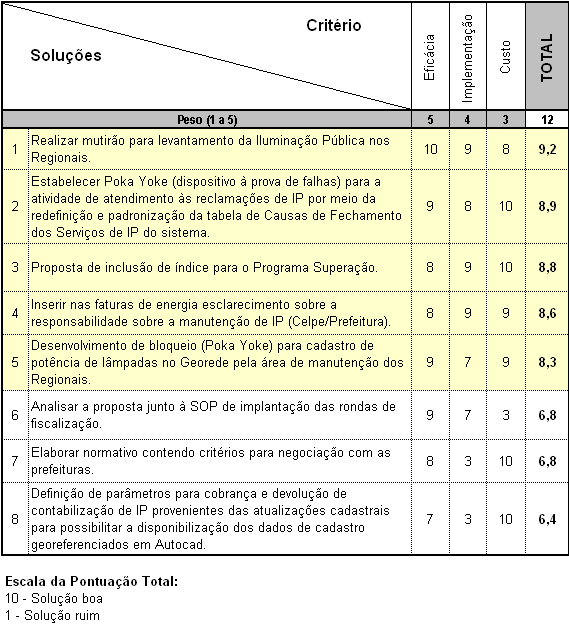 Critério
Soluções
Eficácia
Implementação
Custo
TOTAL
Peso (1 a 5) 5 4 3 12
1 Realizar mutirão para levantamento da Iluminação Pública nos
Regionais. 10 9 8 9,2
2 Estabelecer Poka Yoke (dispositivo à prova de falhas) para a
atividade de atendimento às reclamações de IP por meio da
redefinição e padronização da tabela de Causas de Fechamento
dos Serviços de IP do sistema. 9 8 10 8,9
3 Proposta de inclusão de índice para o Programa Superação. 8 9 10 8,8
4 Inserir nas faturas de energia esclarecimento sobre a
responsabilidade sobre a manutenção de IP (Celpe/Prefeitura). 8 9 9 8,6
5 Desenvolvimento de bloqueio (Poka Yoke) para cadastro de
potência de lâmpadas no Georede pela área de manutenção dos
Regionais. 9 7 9 8,3
6 Analisar a proposta junto à SOP de implantação das rondas de
fiscalização. 9 7 3 6,8
7 Elaborar normativo contendo critérios para negociação com as
prefeituras. 8 3 10 6,8
8 Definição de parâmetros para cobrança e devolução de
contabilização de IP provenientes das atualizações cadastrais
para possibilitar a disponibilização dos dados de cadastro
georeferenciados em Autocad. 7 3 10 6,4
Escala da Pontuação Total:
10 - Solução boa
1 - Solução ruim